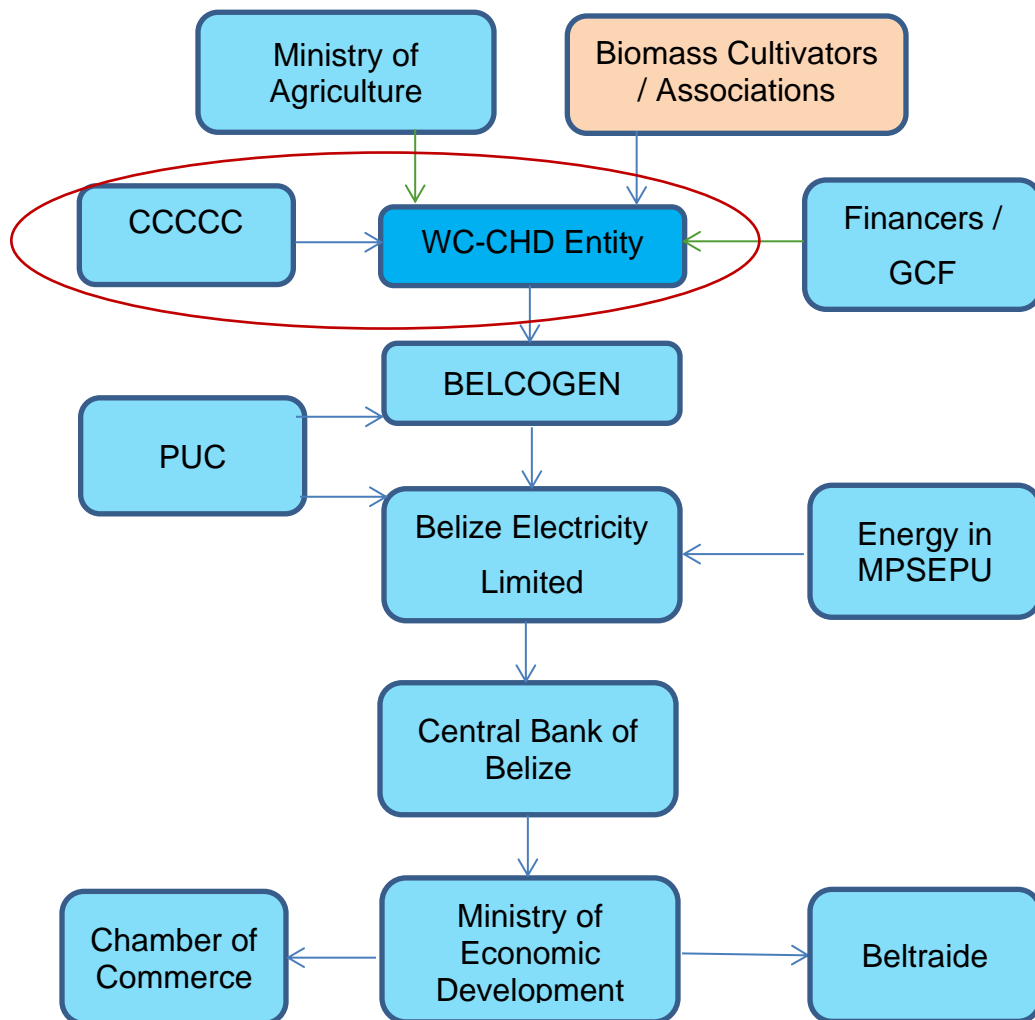 Ministry of
Agriculture
Biomass Cultivators
/ Associations
CCCCC
WC-CHD Entity
Financers /
GCF
BELCOGEN
PUC
Belize Electricity
Limited
Energy in
MPSEPU
Central Bank of
Belize
Chamber of
Commerce
Ministry of
Economic
Development
Beltraide